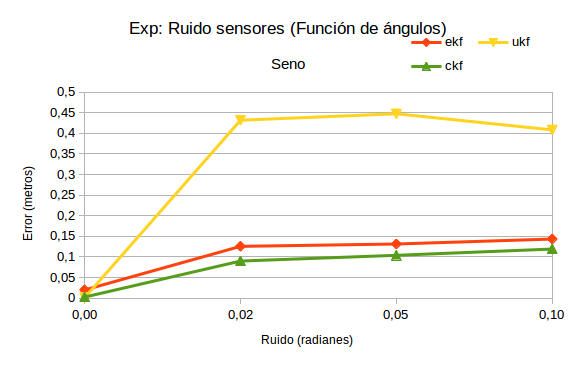 Exp: Ruido sensores (Función de ángulos)
ekf
ukf
ckf
Seno
0,5
0,45
0,4
0,35
0,3
0,25
0,2
0,15
0,1
0,05
0
Error (metros)
0,00
0,02
0,05
0,10
Ruido (radianes)